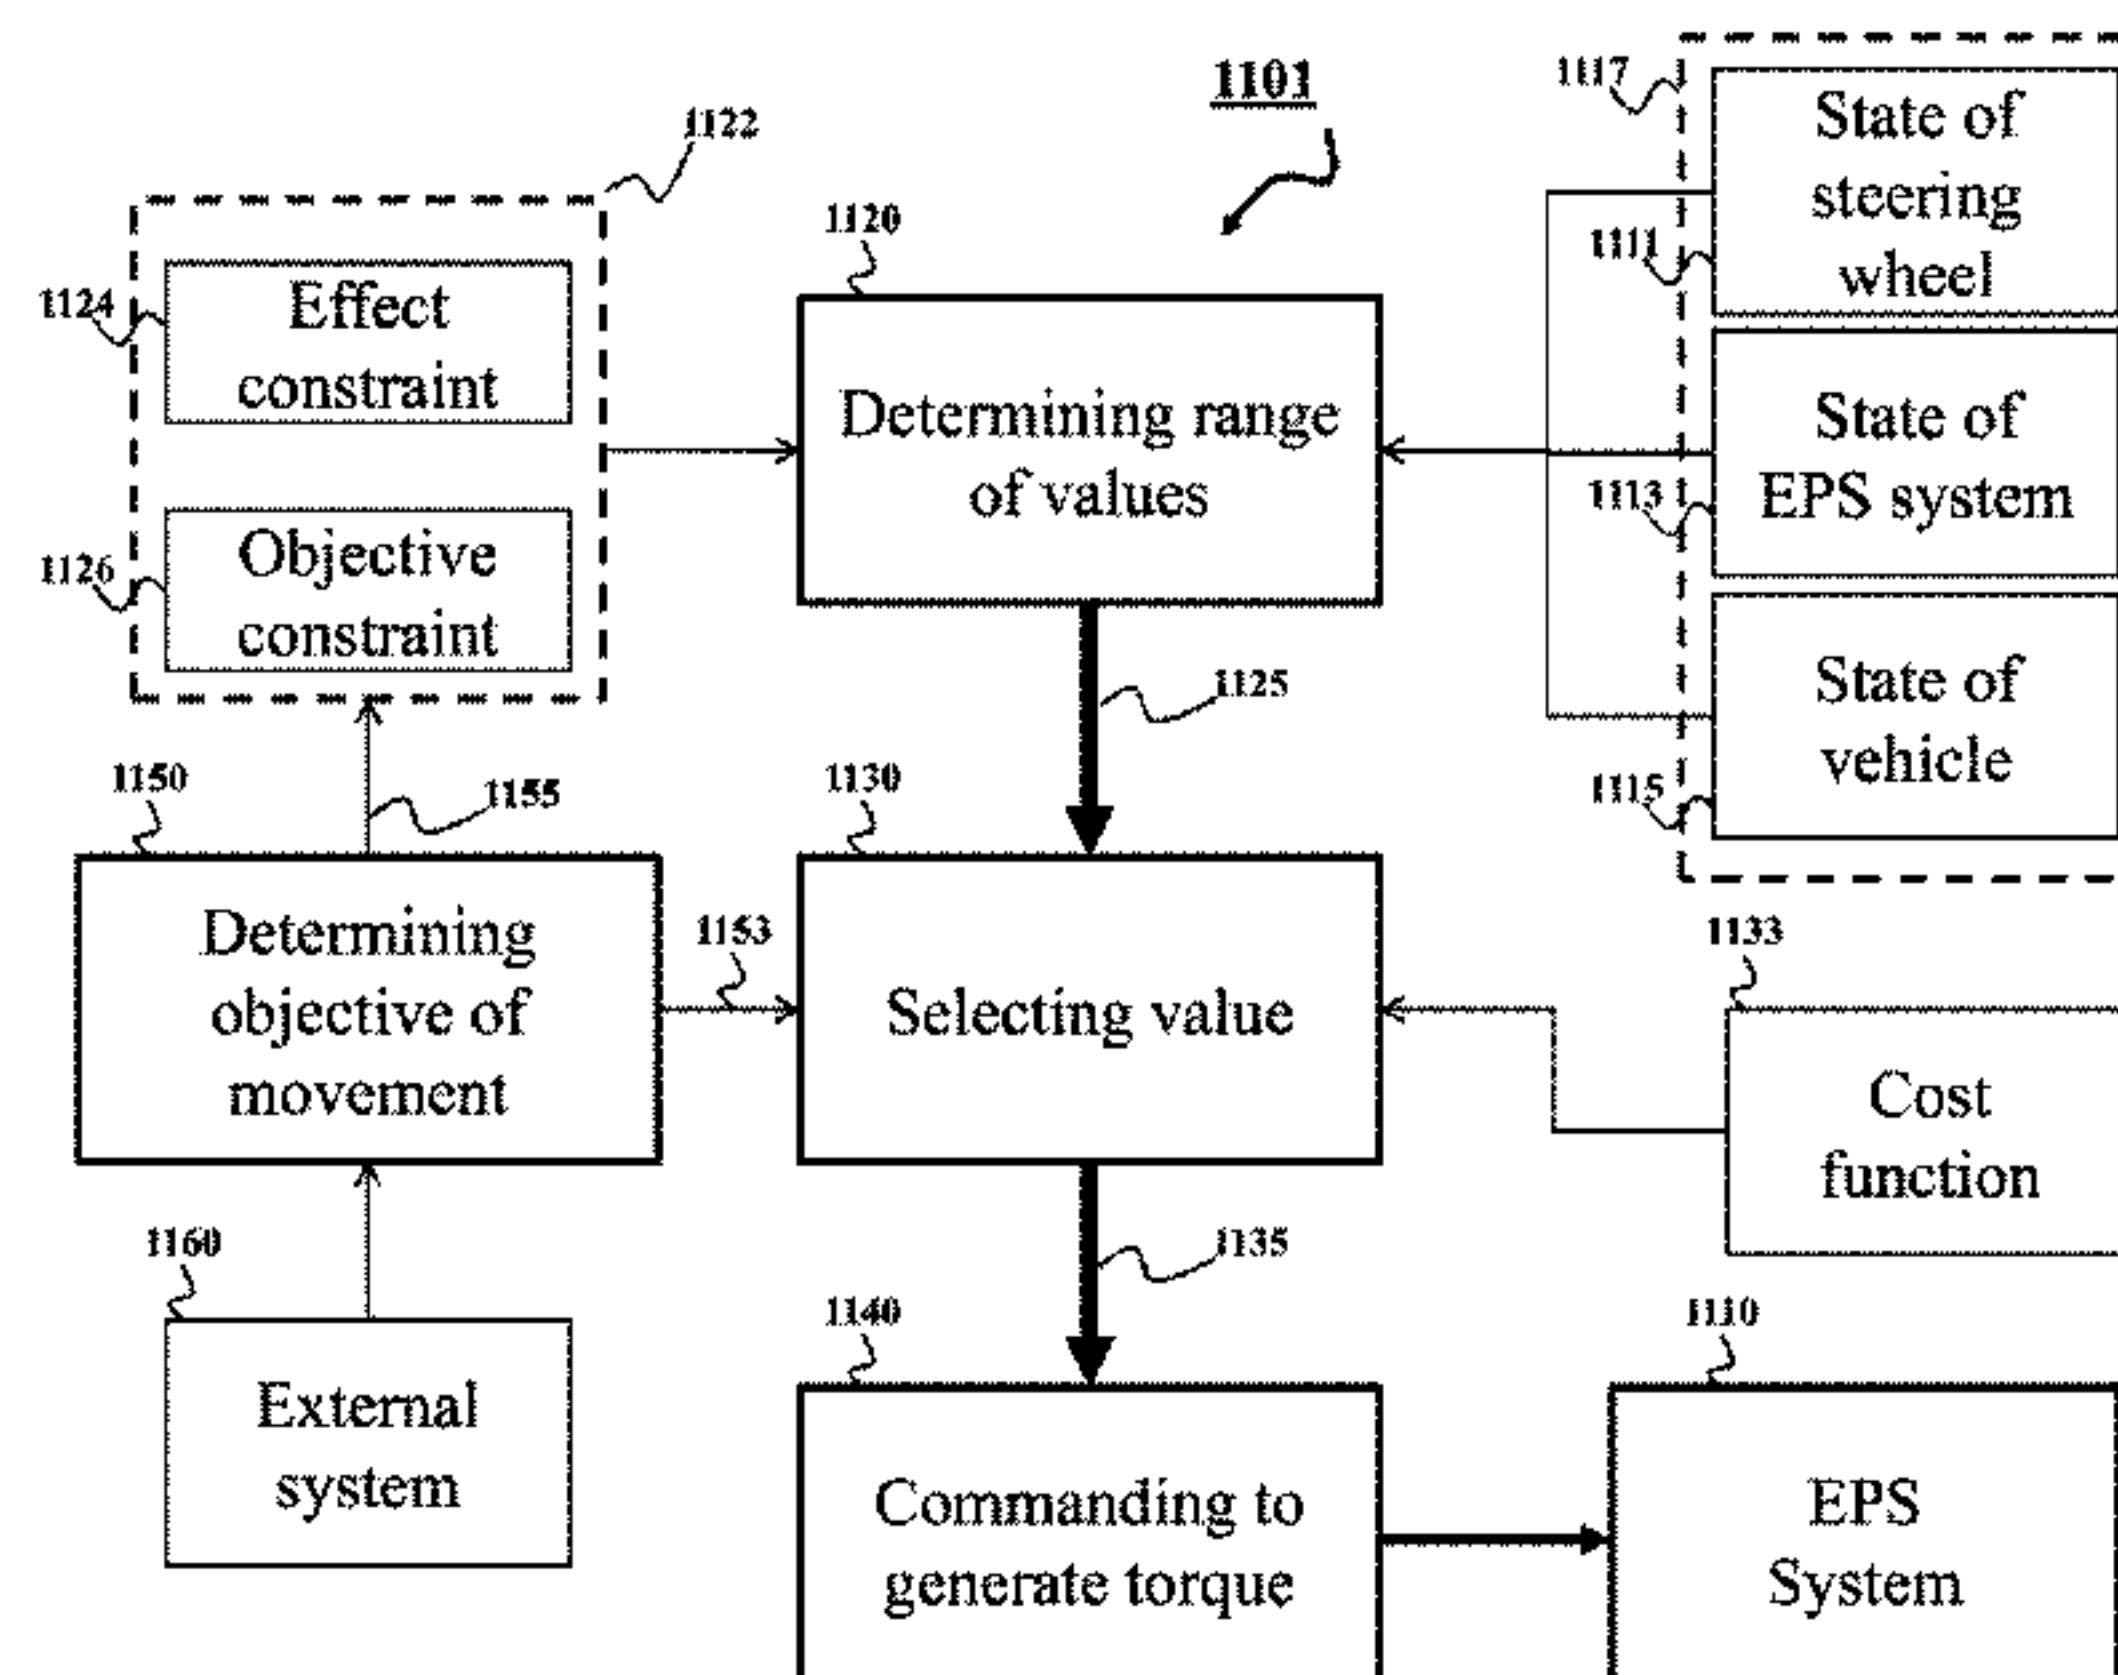 1101
1117
State of
steering
wheel
1111
1122
1120
1124
Effect
constraint
Determining range
of values
State of
EPS system
1113
1126
Objective
constraint
1125
State of
vehicle
1115
1150
1155
1130
Determining
objective of
movement
1153
Selecting value
1133
Cost
function
1160
1135
External
system
1140
1110
Commanding to
generate torque
EPS
System